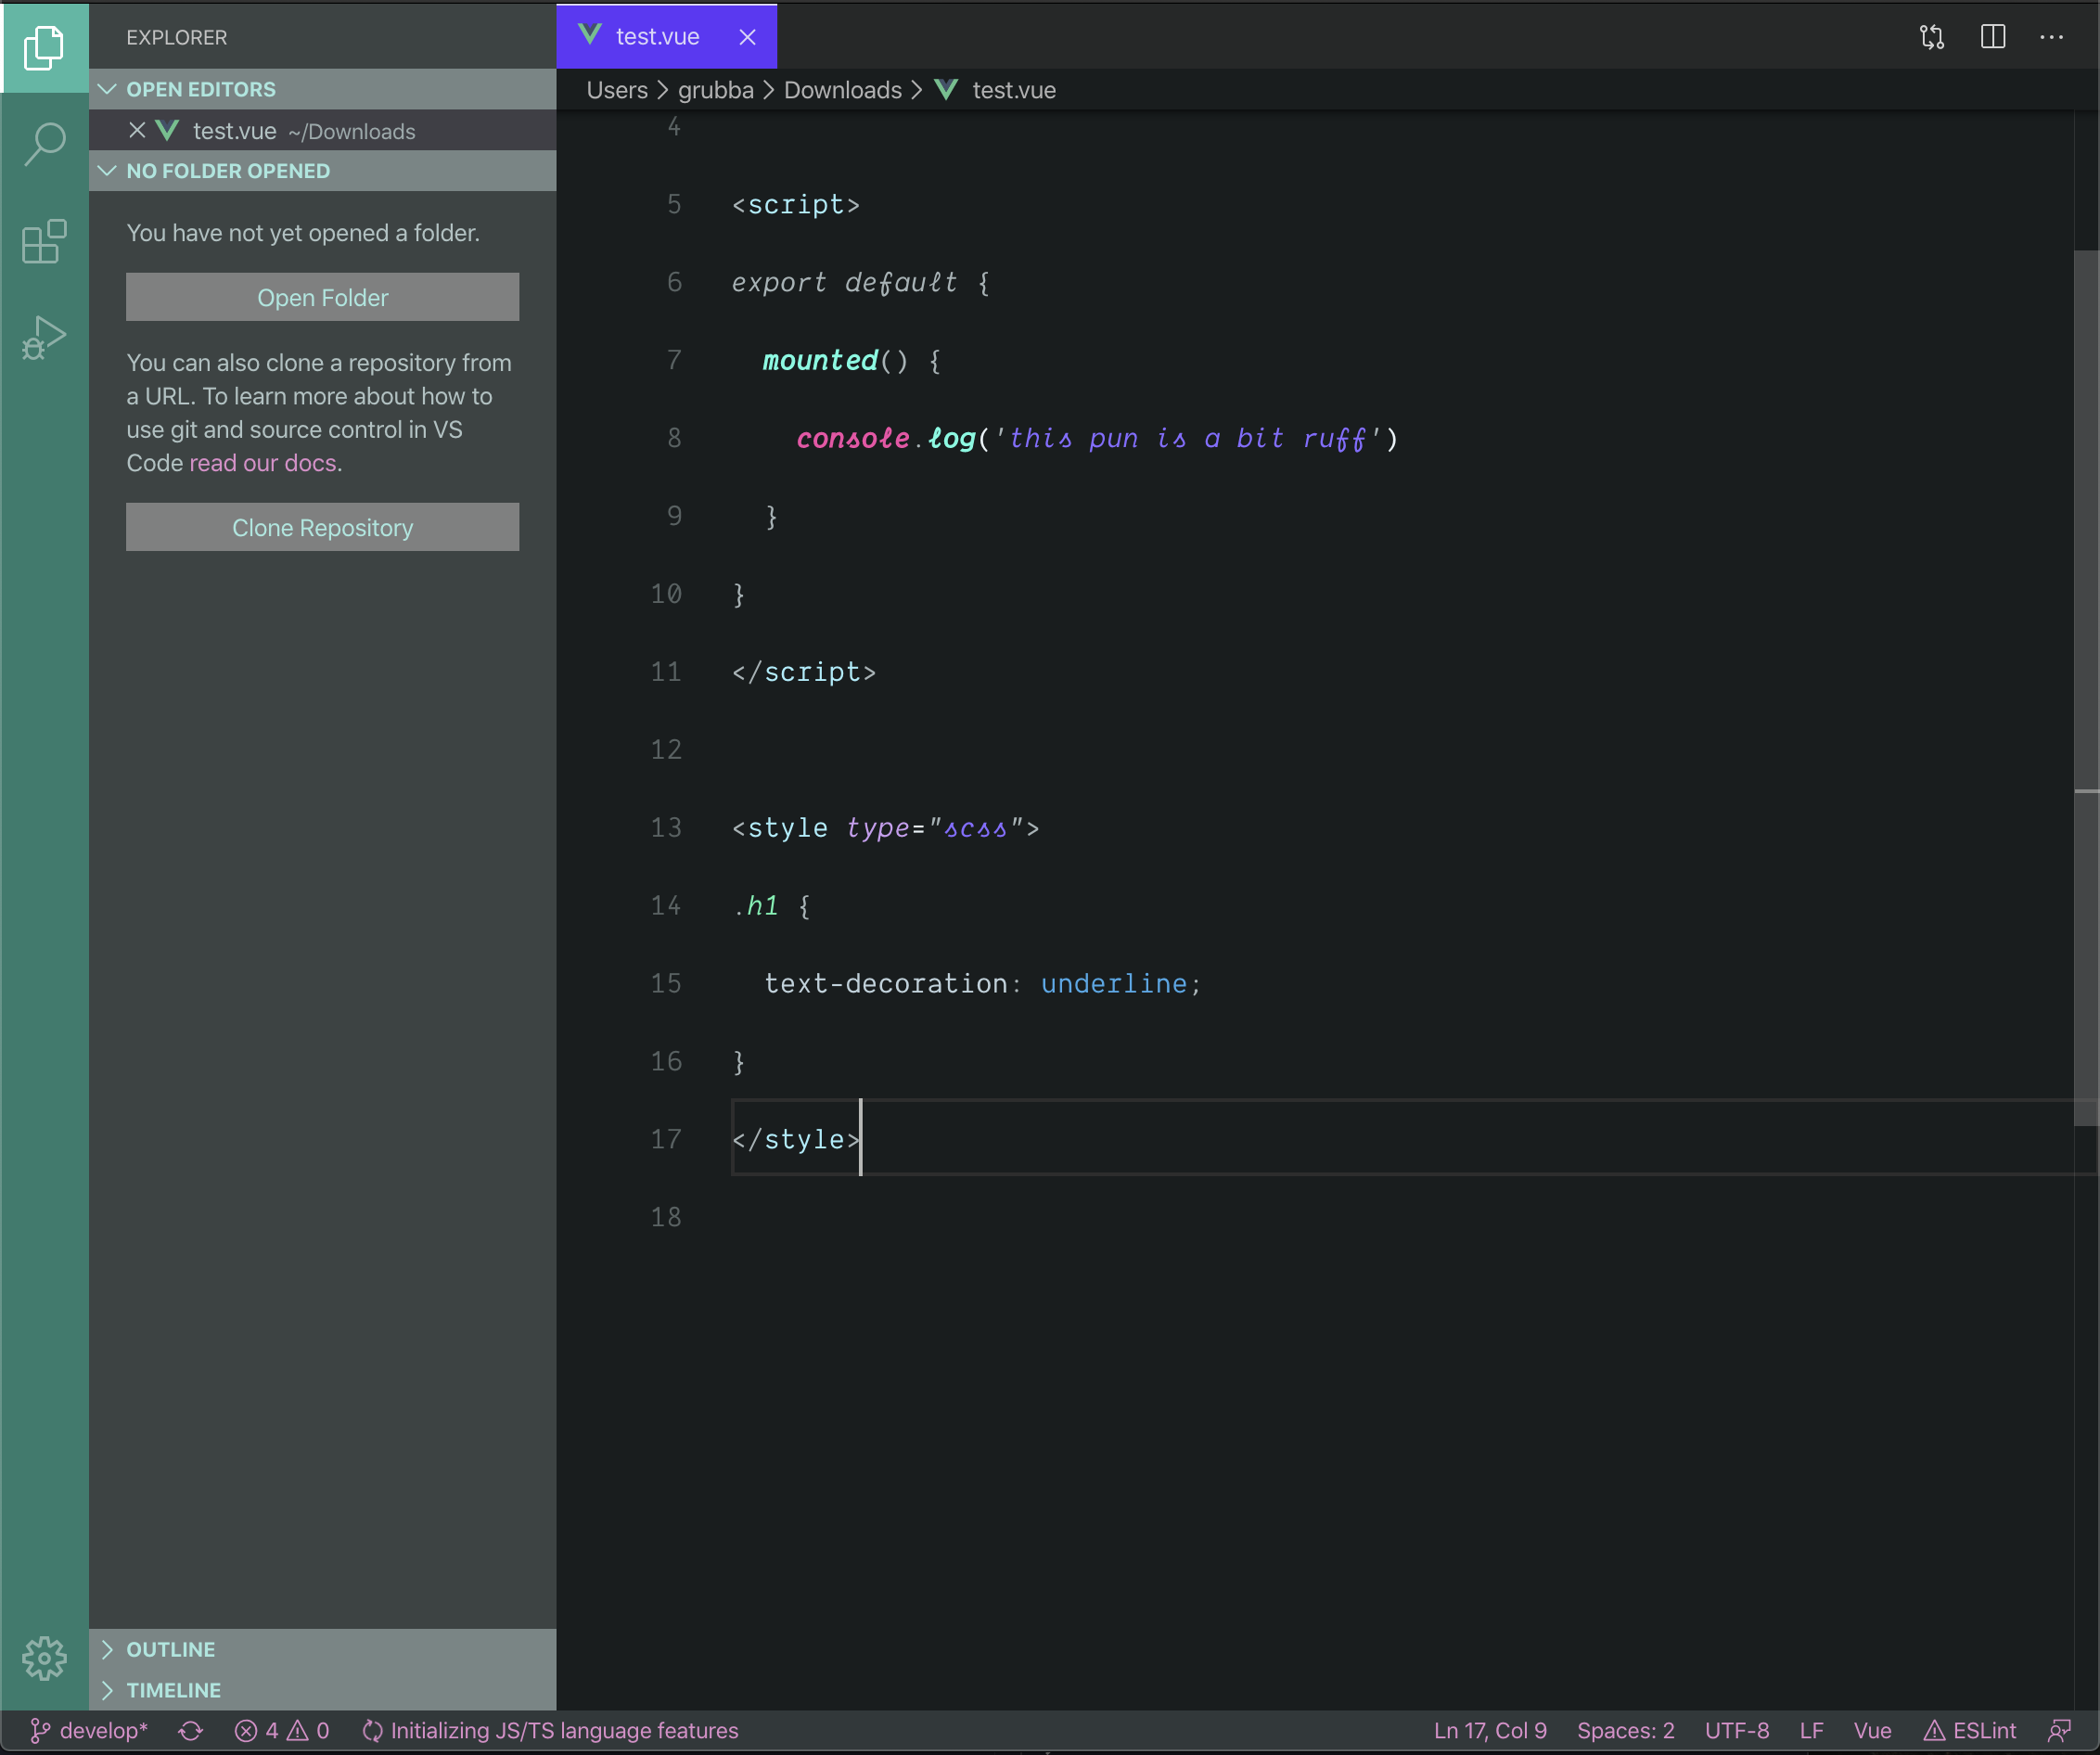 EXPLORER
OPEN EDITORS
test.vue ~/Downloads
NO FOLDER OPENED
You have not yet opened a folder.
Open Folder
You can also clone a repository from
a URL. To learn more about how to
use git and source control in VS
Code read our docs.
Clone Repository
OUTLINE
TIMELINE
test.vue
Users > grubba > Downloads > test.vue
4
5 <script>
6 export default {
7   mounted() {
8     console.log('this pun is a bit ruff')
9   }
10 }
11 </script>
12
13 <style type="scss">
14 .h1 {
15   text-decoration: underline;
16 }
17 </style>
18
develop* 4 0 Initializing JS/TS language features Ln 17, Col 9 Spaces: 2 UTF-8 LF Vue ESLint